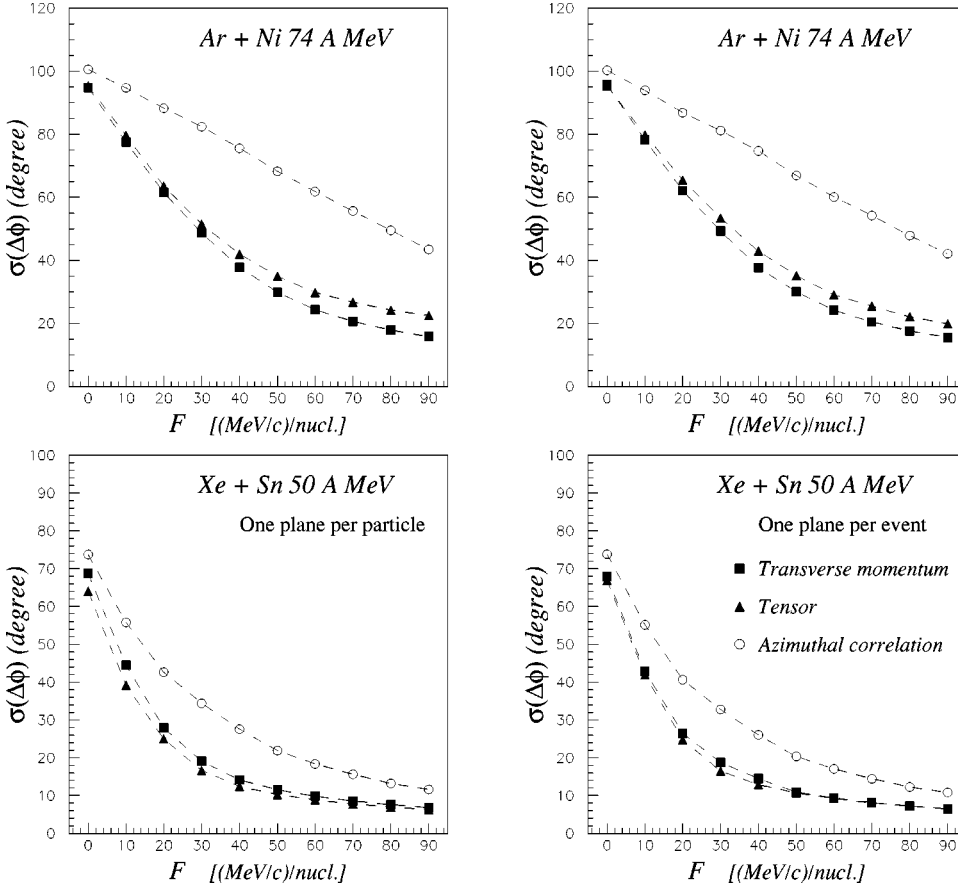 Ar + Ni 74 A MeV
σ(Δϕ) (degree)
120
100
80
60
40
20
0
0 10 20 30 40 50 60 70 80 90
F [(MeV/c)/nucl.]
Ar + Ni 74 A MeV
σ(Δϕ) (degree)
120
100
80
60
40
20
0
0 10 20 30 40 50 60 70 80 90
F [(MeV/c)/nucl.]
Xe + Sn 50 A MeV
One plane per particle
σ(Δϕ) (degree)
100
90
80
70
60
50
40
30
20
10
0
0 10 20 30 40 50 60 70 80 90
F [(MeV/c)/nucl.]
Xe + Sn 50 A MeV
One plane per event
Transverse momentum
Tensor
Azimuthal correlation
σ(Δϕ) (degree)
100
90
80
70
60
50
40
30
20
10
0
0 10 20 30 40 50 60 70 80 90
F [(MeV/c)/nucl.]